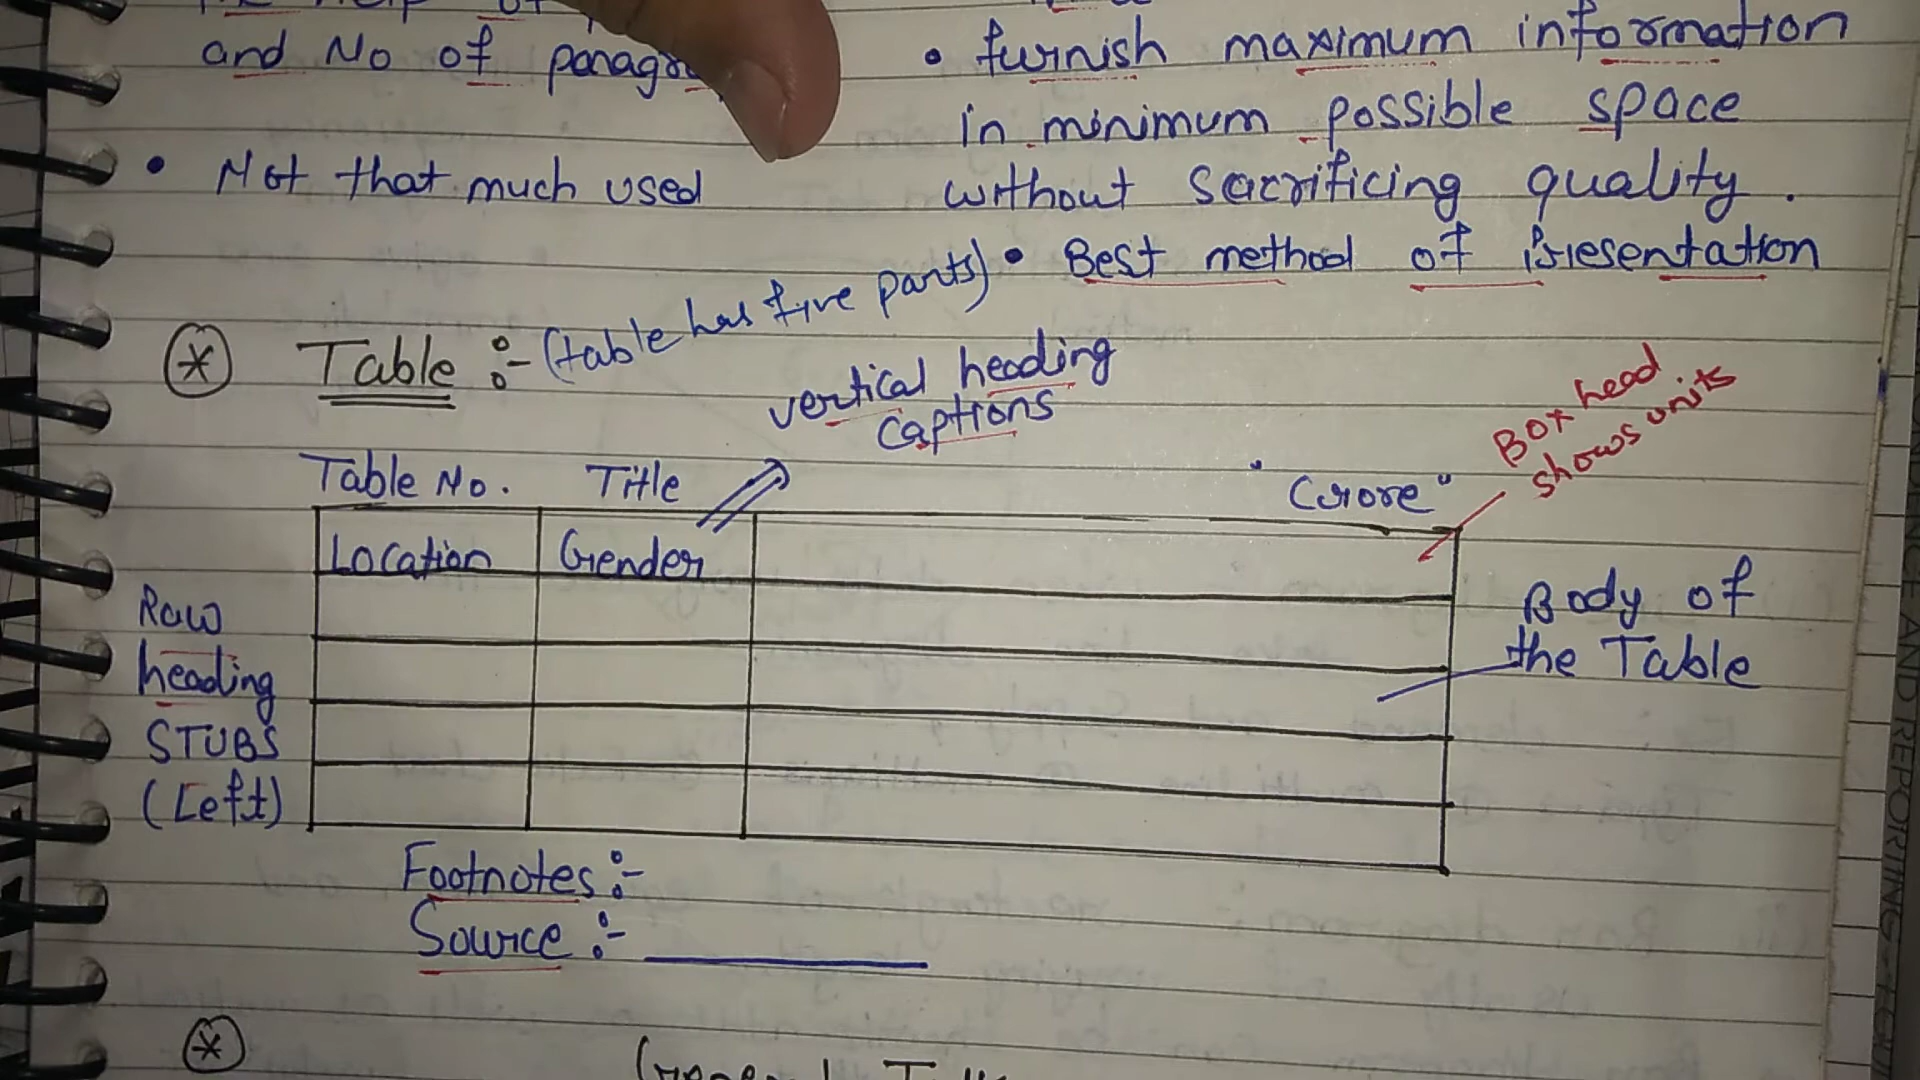 and No of
• Not that much used
• furnish maximum information
in minimum possible space
without sacrificing quality.
• Best method of Presentation
Table :- (table has five parts)
vertical heading
captions
Box head
shows units
Table No. Title "Crore"
Location Gender
Raw
heading
STUBS
(Left)
Body of
the Table
Footnotes :-
Source :-